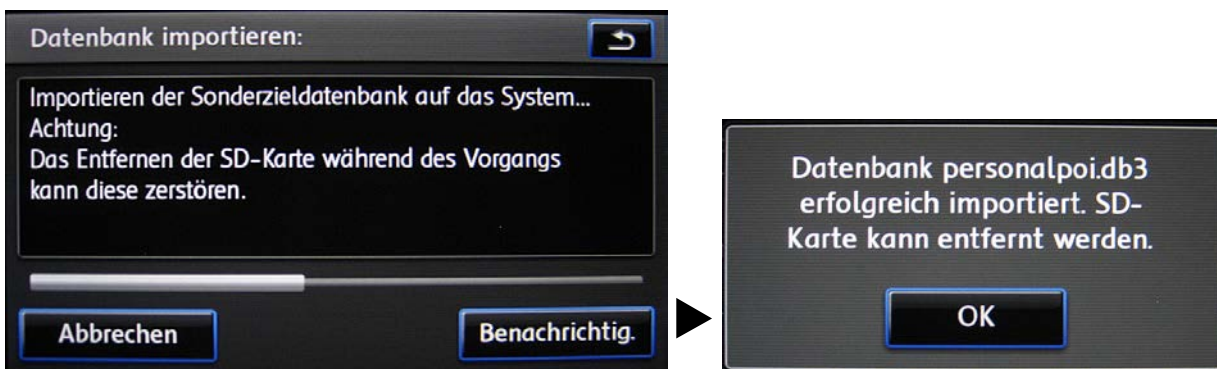 Datenbank importieren:
Importieren der Sonderzieldatenbank auf das System...
Achtung:
Das Entfernen der SD-Karte während des Vorgangs
kann diese zerstören.
Abbrechen
Benachrichtig.
Datenbank personalpoi.db3
erfolgreich importiert. SD-
Karte kann entfernt werden.
OK